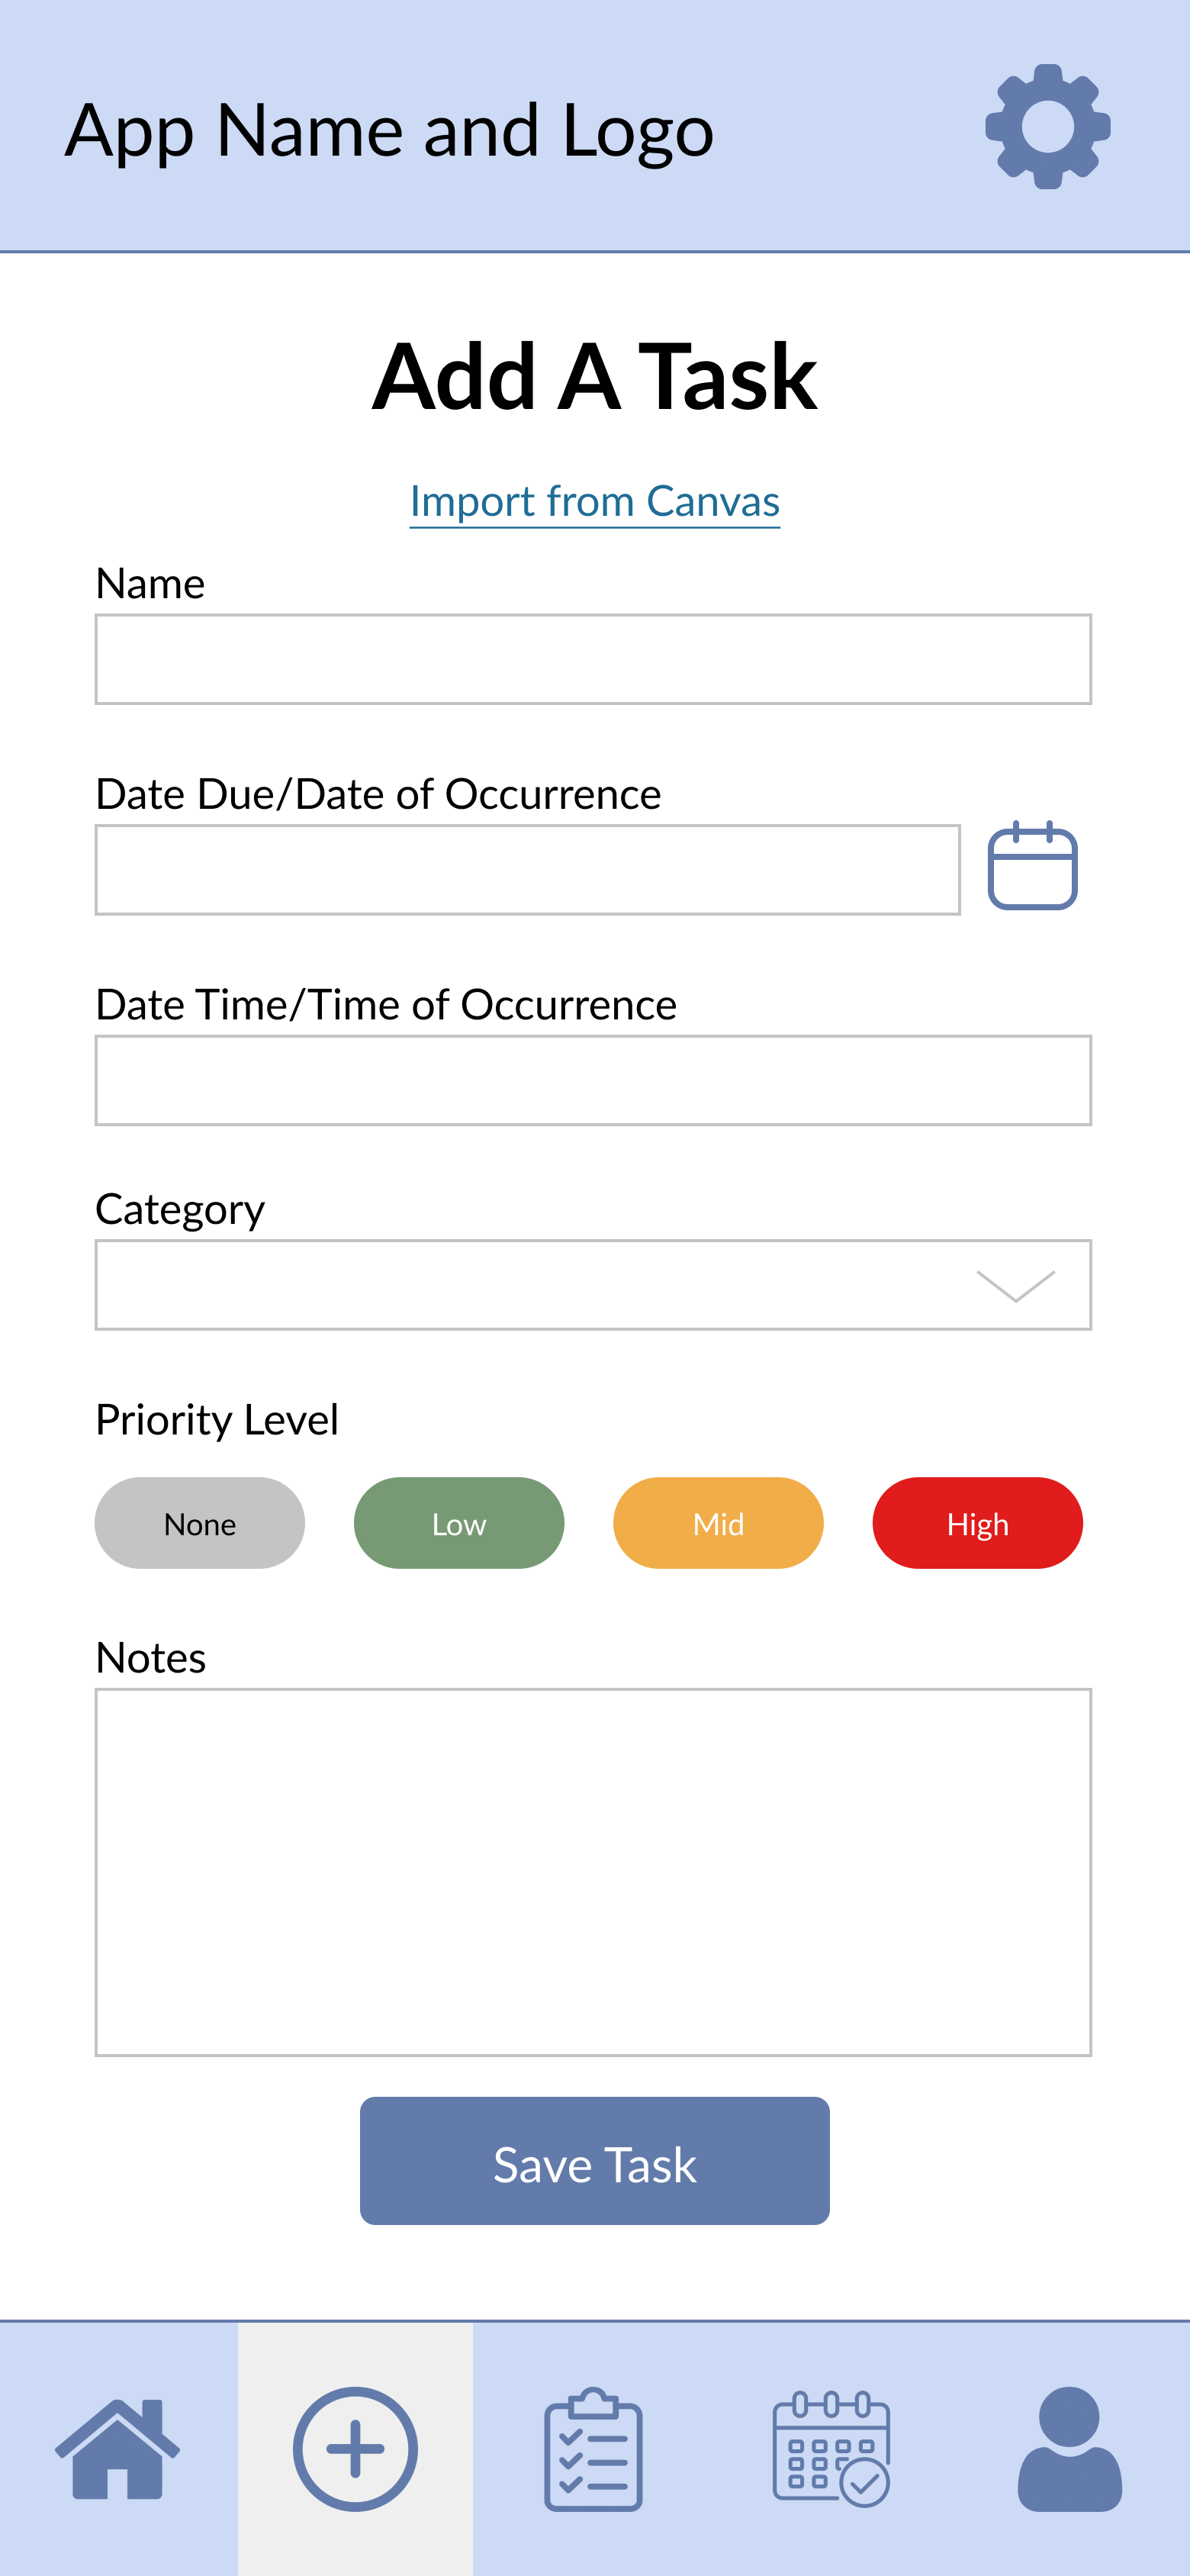 App Name and Logo
Add A Task
Import from Canvas
Name
Date Due/Date of Occurrence
Date Time/Time of Occurrence
Category
Priority Level
None Low Mid High
Notes
Save Task